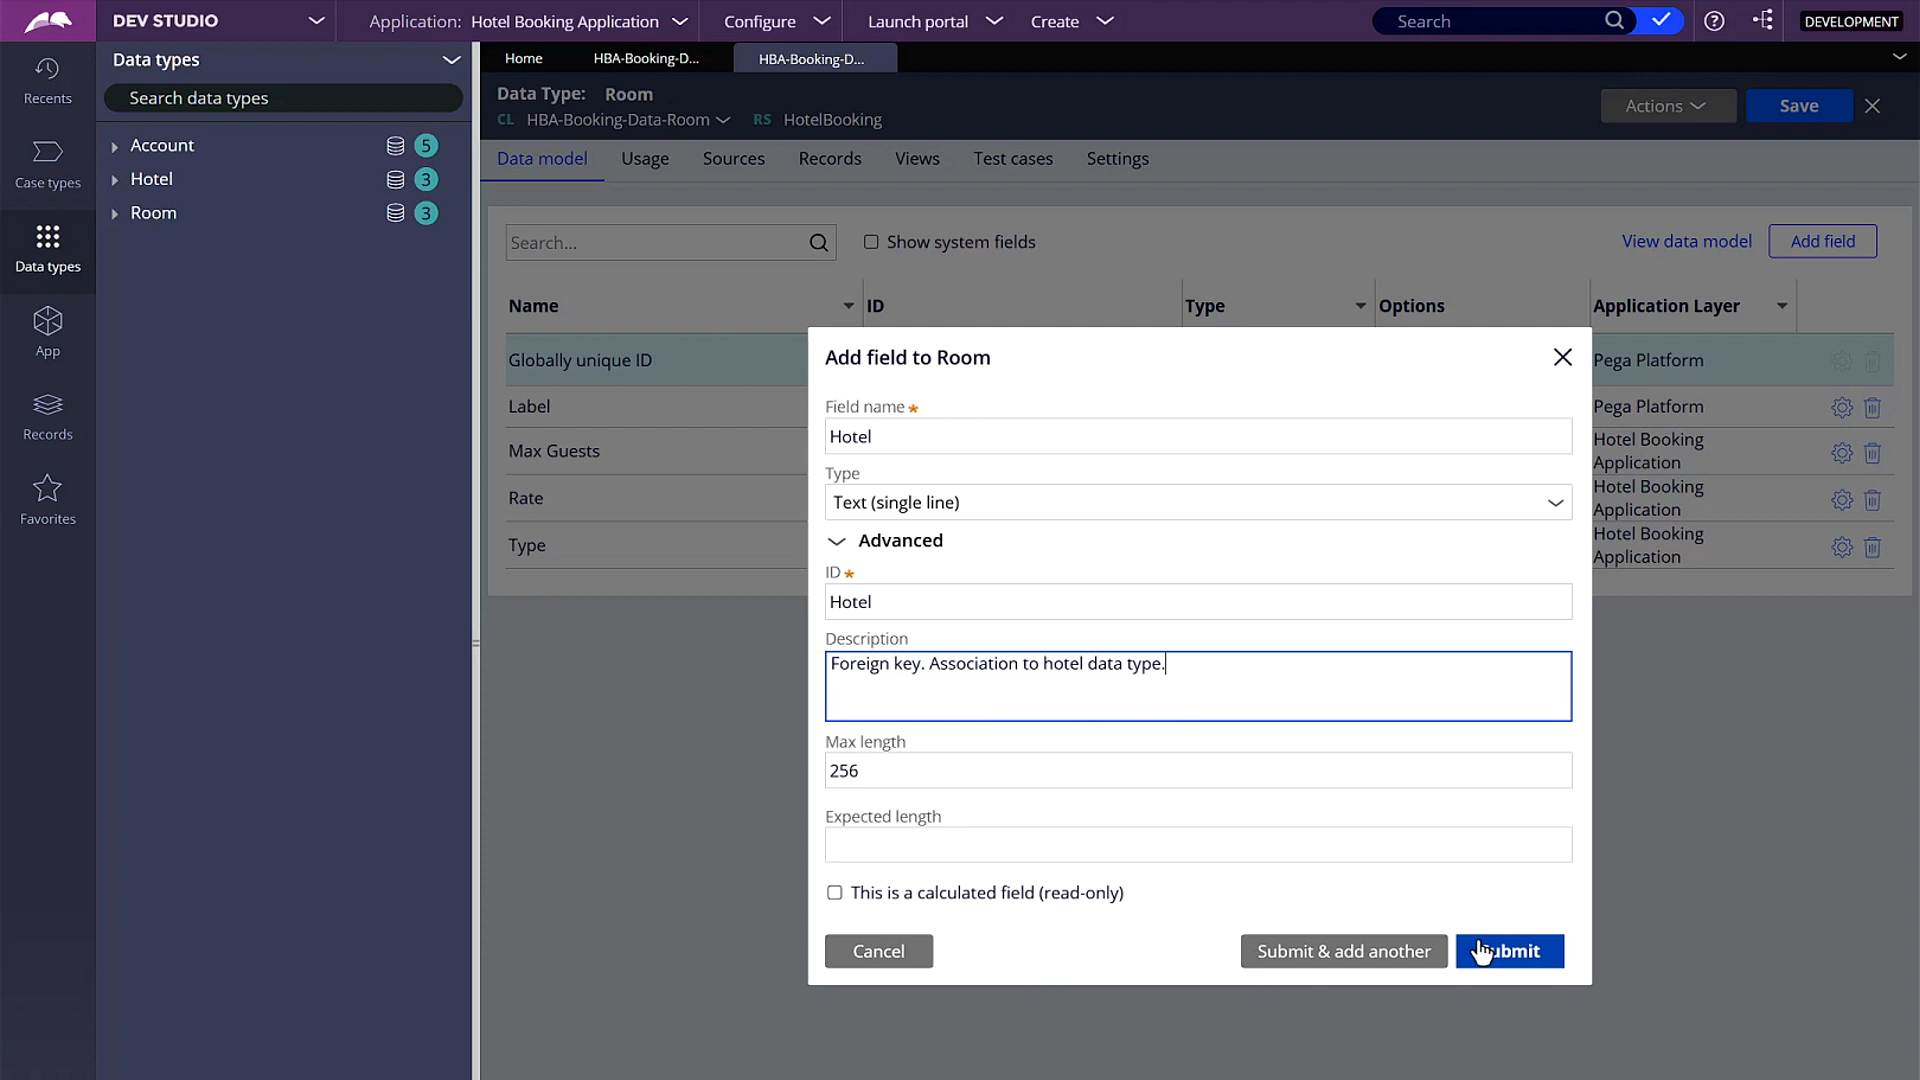 DEV STUDIO
Application: Hotel Booking Application
Configure
Launch portal
Create
Search
DEVELOPMENT
Recents
Case types
Data types
App
Records
Favorites
Data types
Search data types
Account 5
Hotel 3
Room 3
Home
HBA-Booking-D...
HBA-Booking-D...
Data Type: Room
CL HBA-Booking-Data-Room RS HotelBooking
Actions
Save
Data model
Usage
Sources
Records
Views
Test cases
Settings
Search...
Show system fields
View data model
Add field
Name
ID
Type
Options
Application Layer
Globally unique ID
Pega Platform
Label
Pega Platform
Max Guests
Hotel Booking
Application
Rate
Hotel Booking
Application
Type
Hotel Booking
Application
Add field to Room
Field name
Hotel
Type
Text (single line)
Advanced
ID
Hotel
Description
Foreign key. Association to hotel data type.
Max length
256
Expected length
This is a calculated field (read-only)
Cancel
Submit & add another
Submit